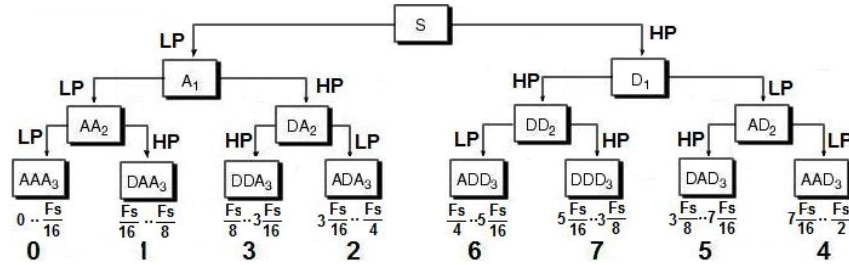 S
LP HP
A1 D1
LP HP HP LP
AA2 DA2 DD2 AD2
LP HP HP LP LP HP HP LP
AAA3 DAA3 DDA3 ADA3 ADD3 DDD3 DAD3 AAD3
0 .. Fs/16 Fs/16 .. Fs/8 Fs/8 .. 3 Fs/16 3 Fs/16 .. Fs/4 Fs/4 .. 5 Fs/16 5 Fs/16 .. 3 Fs/8 3 Fs/8 .. 7 Fs/16 7 Fs/16 .. Fs/2
0 1 3 2 6 7 5 4